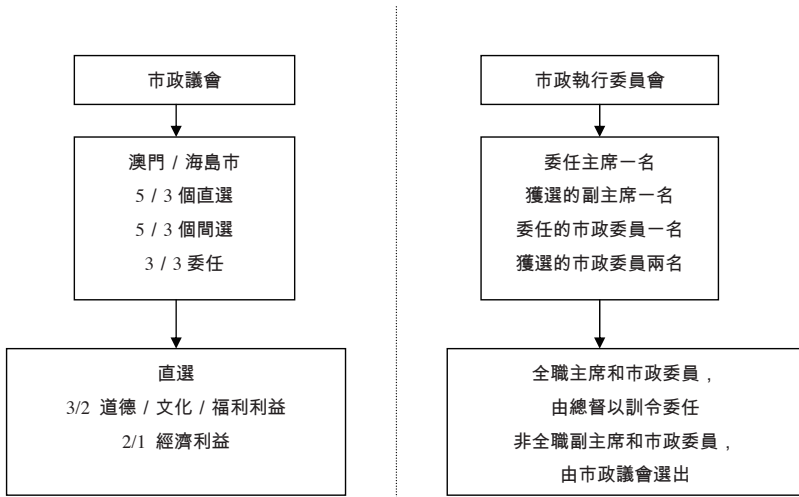 市政議會
澳門 / 海島市
5 / 3 個直選
5 / 3 個間選
3 / 3 委任
直選
3/2 道德 / 文化 / 福利利益
2/1 經濟利益
市政執行委員會
委任主席一名
獲選的副主席一名
委任的市政委員一名
獲選的市政委員兩名
全職主席和市政委員，
由總督以訓令委任
非全職副主席和市政委員，
由市政議會選出